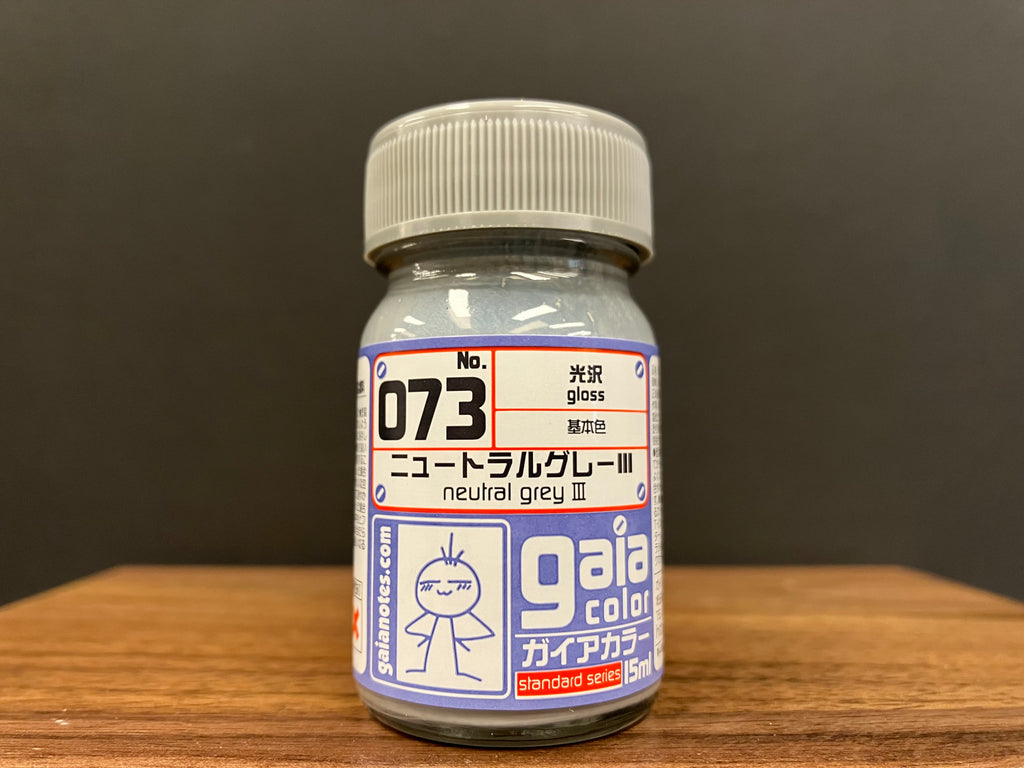 No.
073
光沢
gloss
基本色
ニュートラルグレーIII
neutral grey III
gaianotes.com
gaia
color
ガイアカラー
standard series
15ml